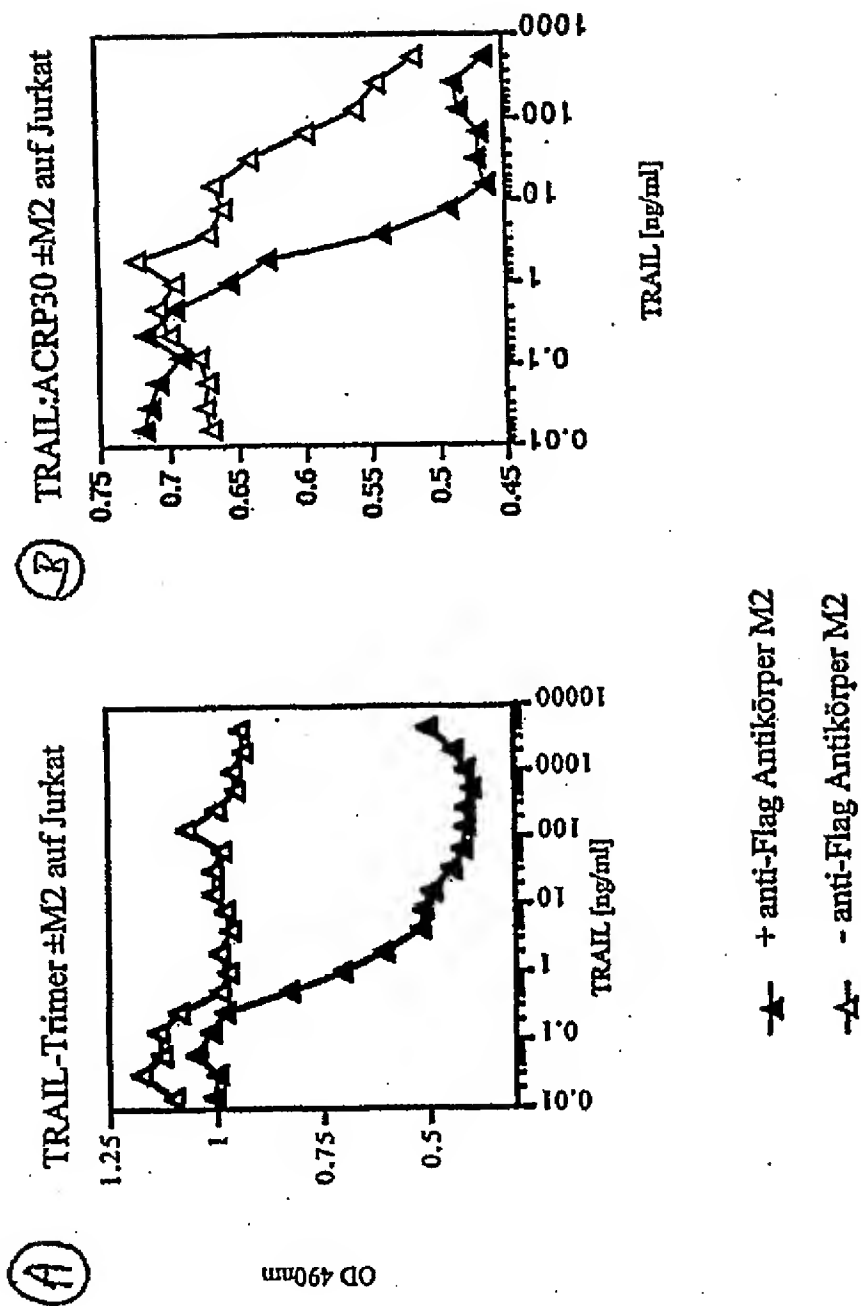 A
TRAIL-Trimer ±M2 auf Jurkat
OD 490nm
1.25
1
0.75
0.5
0.01
0.1
1
10
100
1000
10000
TRAIL [ng/ml]
B
TRAIL:ACRP30 ±M2 auf Jurkat
0.75
0.7
0.65
0.6
0.55
0.5
0.45
0.01
0.1
1
10
100
1000
TRAIL [ng/ml]
+ anti-Flag Antikörper M2
- anti-Flag Antikörper M2